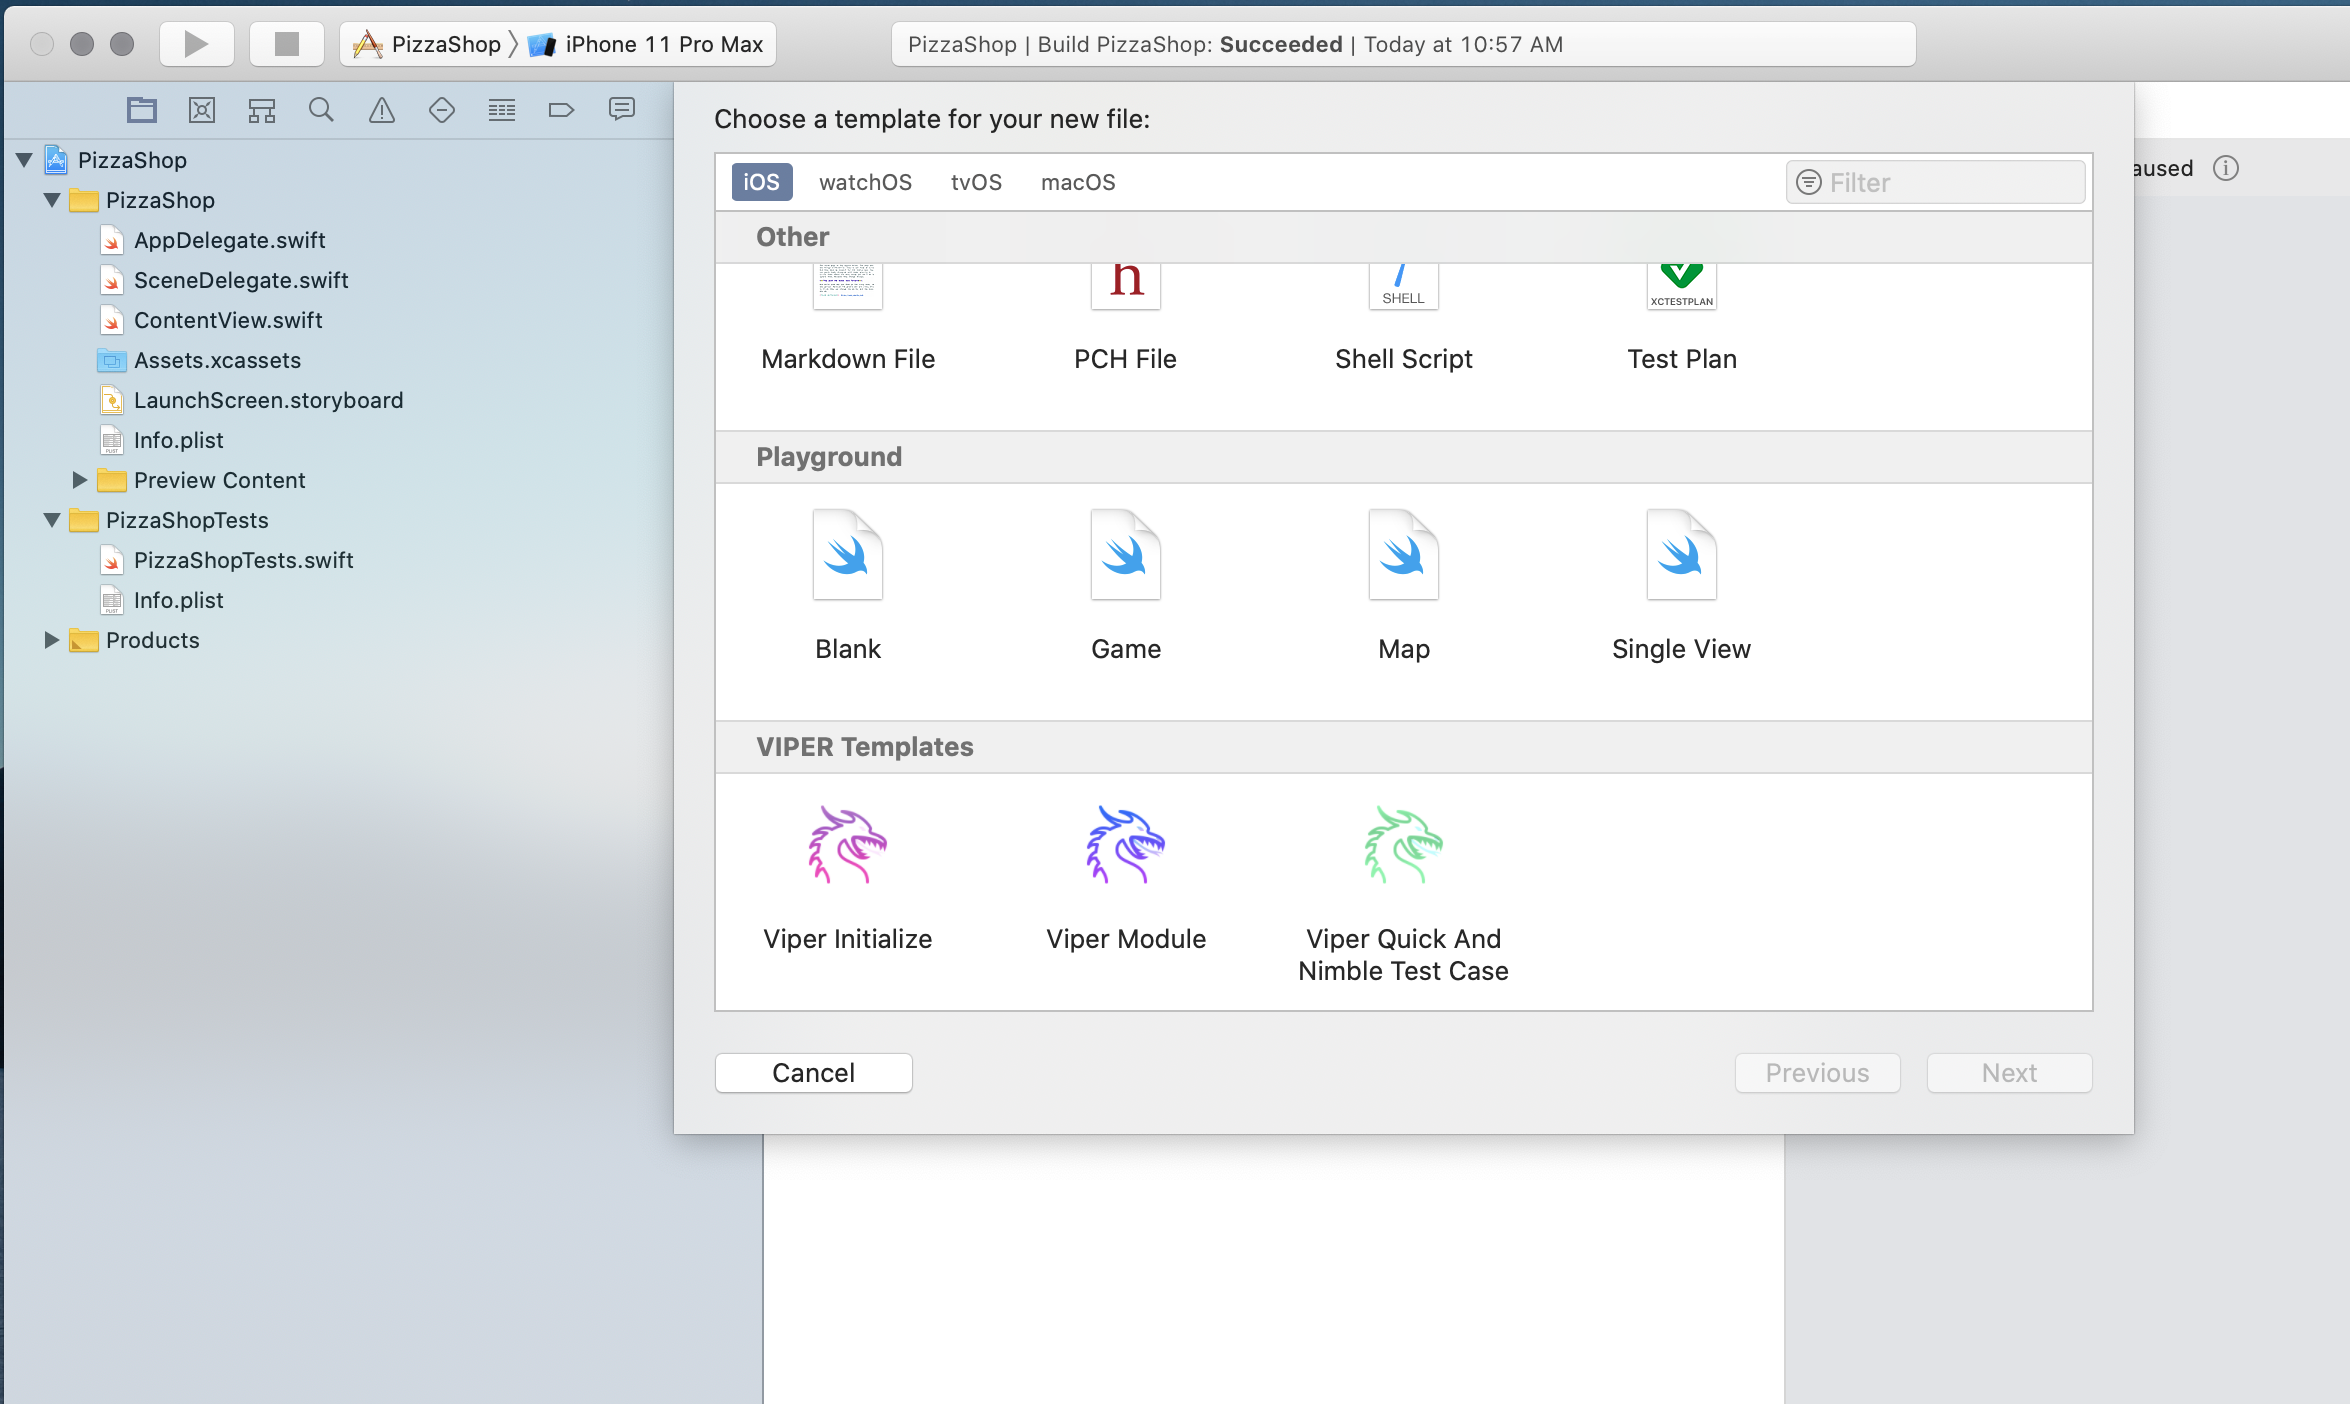 PizzaShop
iPhone 11 Pro Max
PizzaShop | Build PizzaShop: Succeeded | Today at 10:57 AM
PizzaShop
PizzaShop
AppDelegate.swift
SceneDelegate.swift
ContentView.swift
Assets.xcassets
LaunchScreen.storyboard
Info.plist
Preview Content
PizzaShopTests
PizzaShopTests.swift
Info.plist
Products
Choose a template for your new file:
iOS watchOS tvOS macOS
Filter
Other
h
SHELL
XCTESTPLAN
Markdown File
PCH File
Shell Script
Test Plan
Playground
Blank
Game
Map
Single View
VIPER Templates
Viper Initialize
Viper Module
Viper Quick And
Nimble Test Case
Cancel
Previous
Next
aused